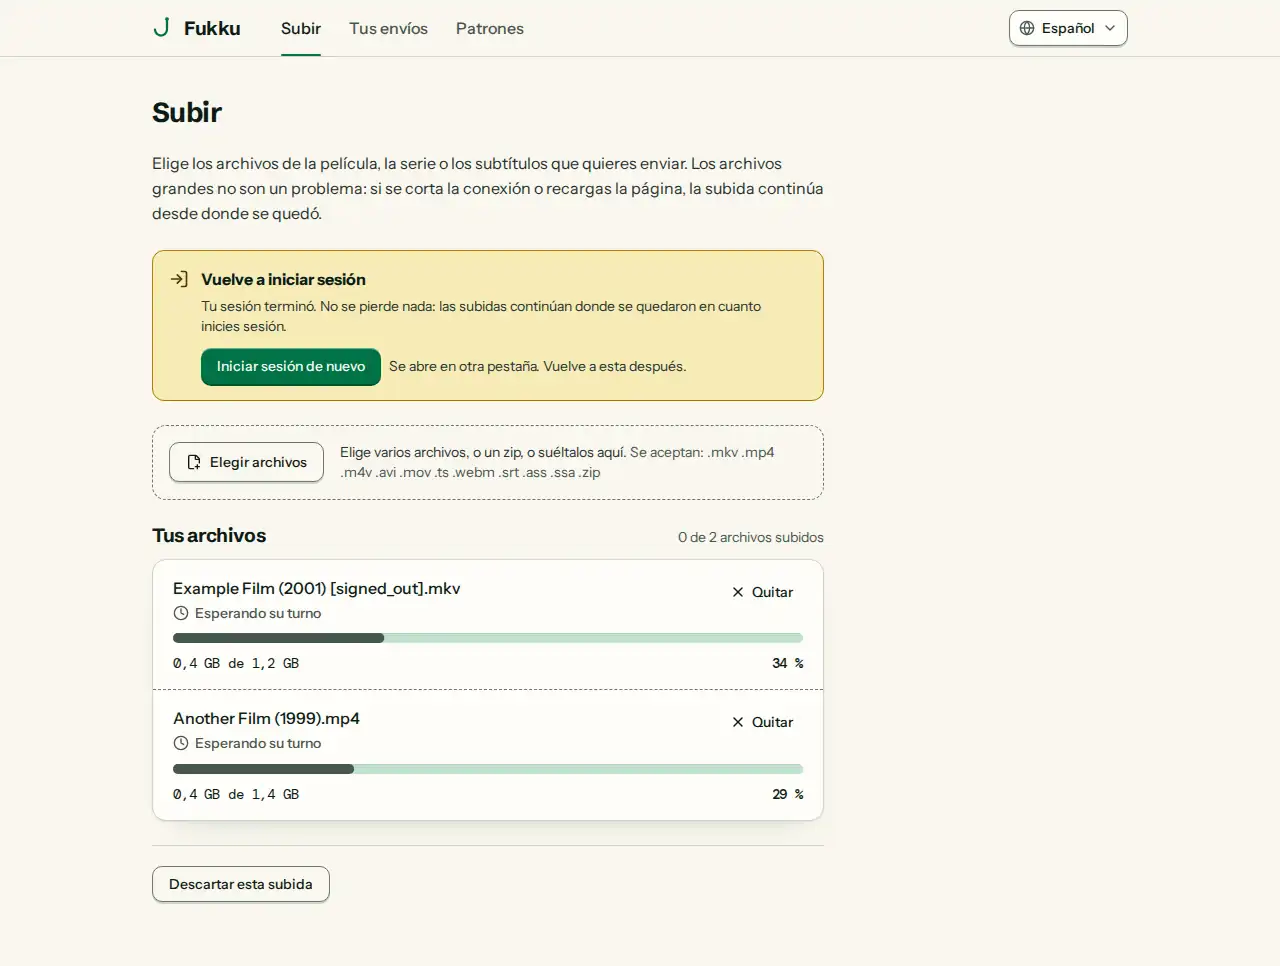 Fukku
Subir
Tus envíos
Patrones
Español
Subir
Elige los archivos de la película, la serie o los subtítulos que quieres enviar. Los archivos
grandes no son un problema: si se corta la conexión o recargas la página, la subida continúa
desde donde se quedó.
Vuelve a iniciar sesión
Tu sesión terminó. No se pierde nada: las subidas continúan donde se quedaron en cuanto
inicies sesión.
Iniciar sesión de nuevo
Se abre en otra pestaña. Vuelve a esta después.
Elegir archivos
Elige varios archivos, o un zip, o suéltalos aquí. Se aceptan: .mkv .mp4
.m4v .avi .mov .ts .webm .srt .ass .ssa .zip
Tus archivos
0 de 2 archivos subidos
Example Film (2001) [signed_out].mkv
Quitar
Esperando su turno
0,4 GB de 1,2 GB
34 %
Another Film (1999).mp4
Quitar
Esperando su turno
0,4 GB de 1,4 GB
29 %
Descartar esta subida